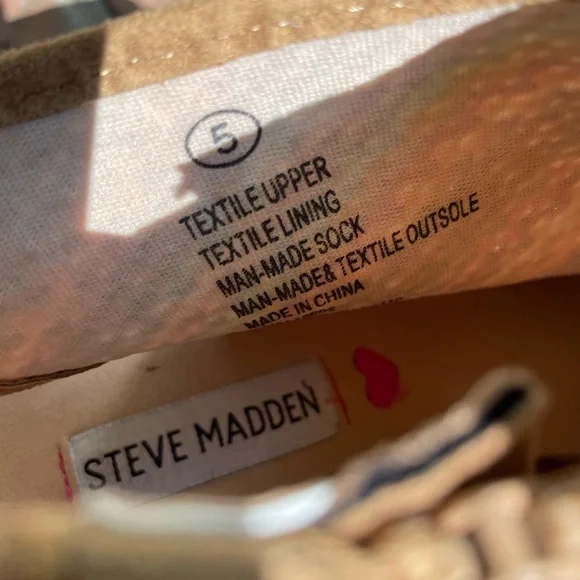 5
TEXTILE UPPER
TEXTILE LINING
MAN-MADE SOCK
MAN-MADE& TEXTILE OUTSOLE
MADE IN CHINA
STEVE MADDEN